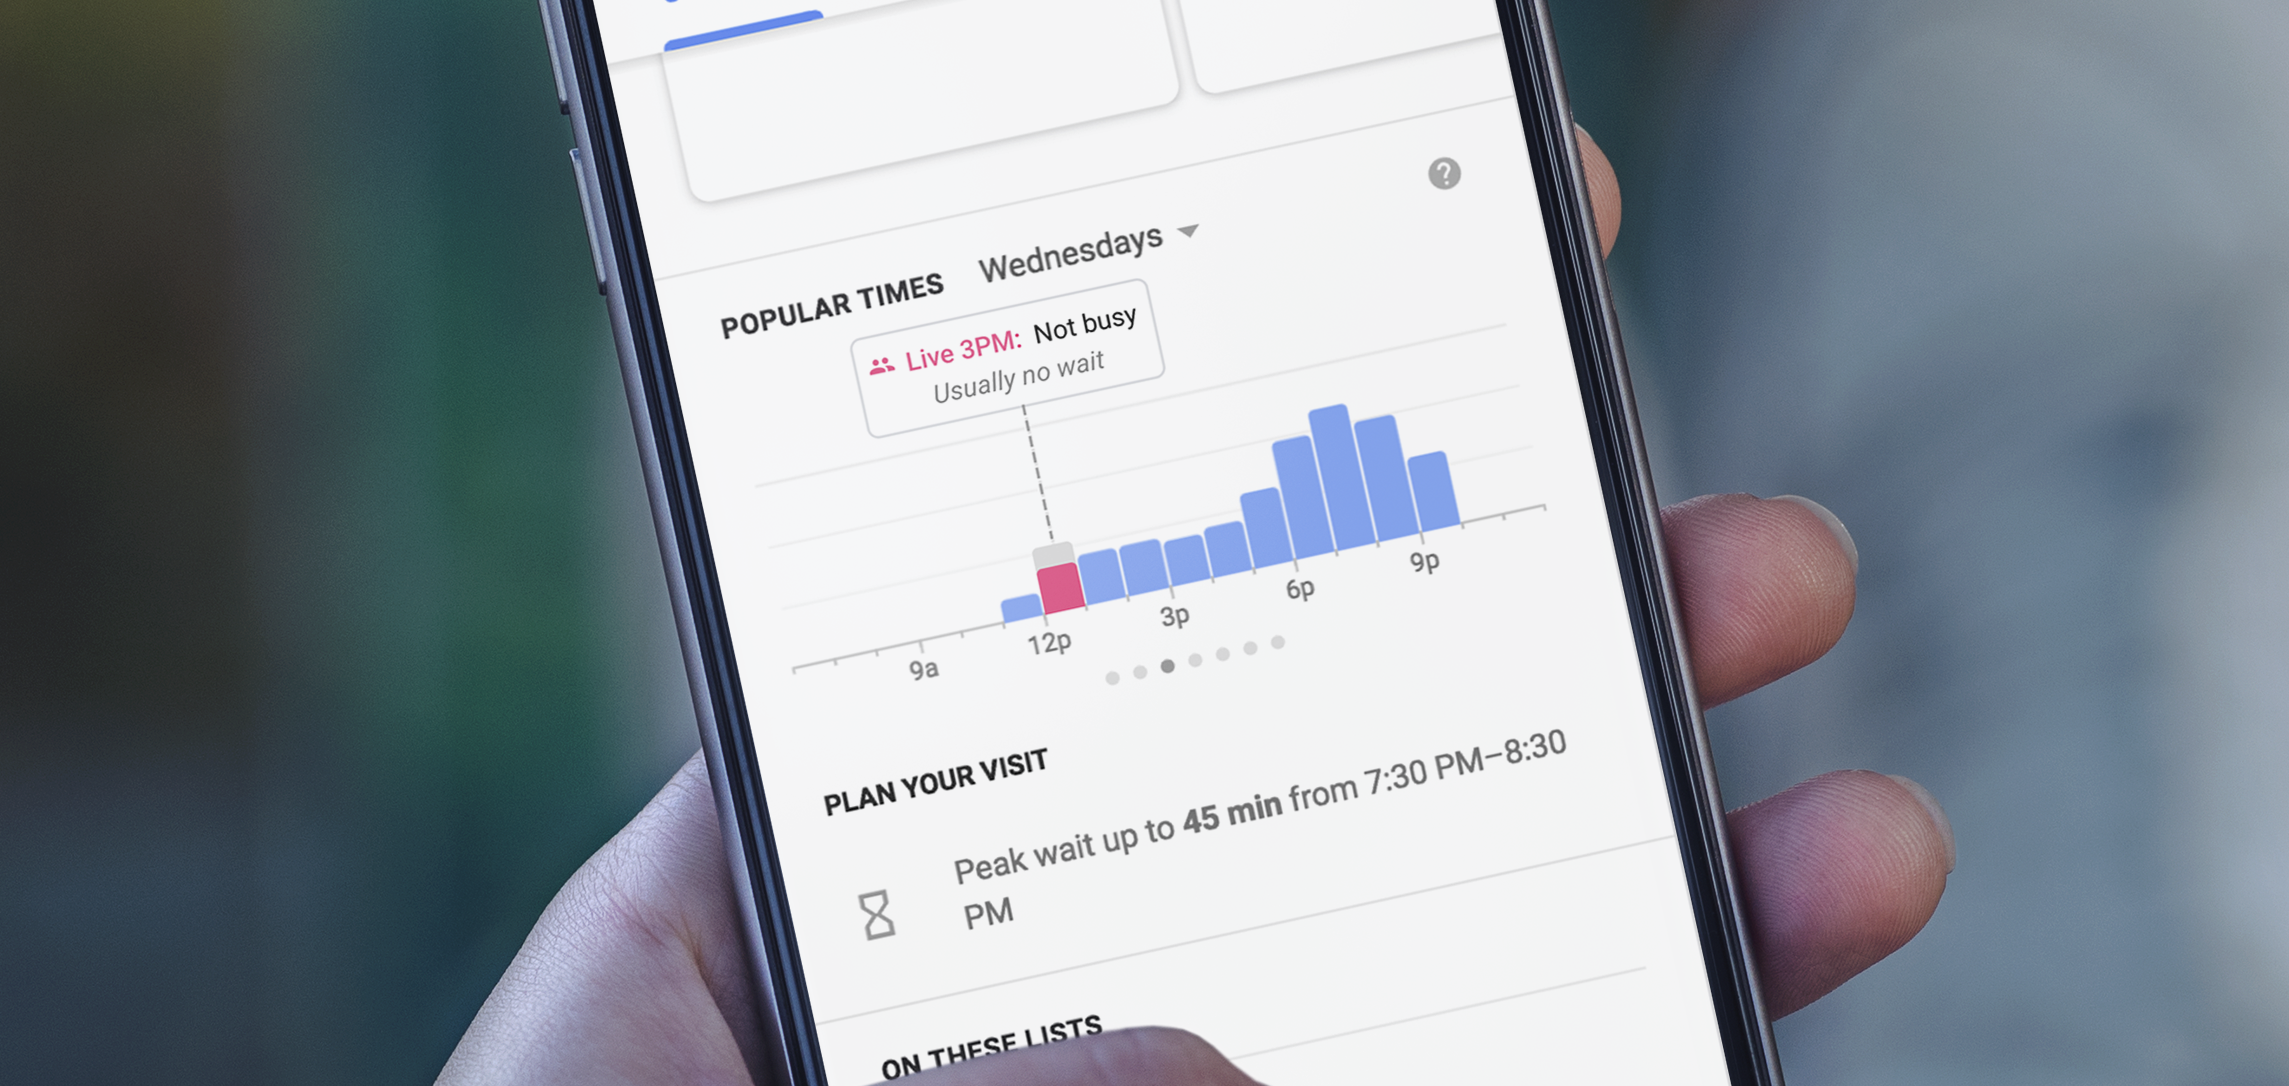 POPULAR TIMES Wednesdays
Live 3PM: Not busy
Usually no wait
9a 12p 3p 6p 9p
PLAN YOUR VISIT
Peak wait up to 45 min from 7:30 PM–8:30
PM
ON THESE LISTS